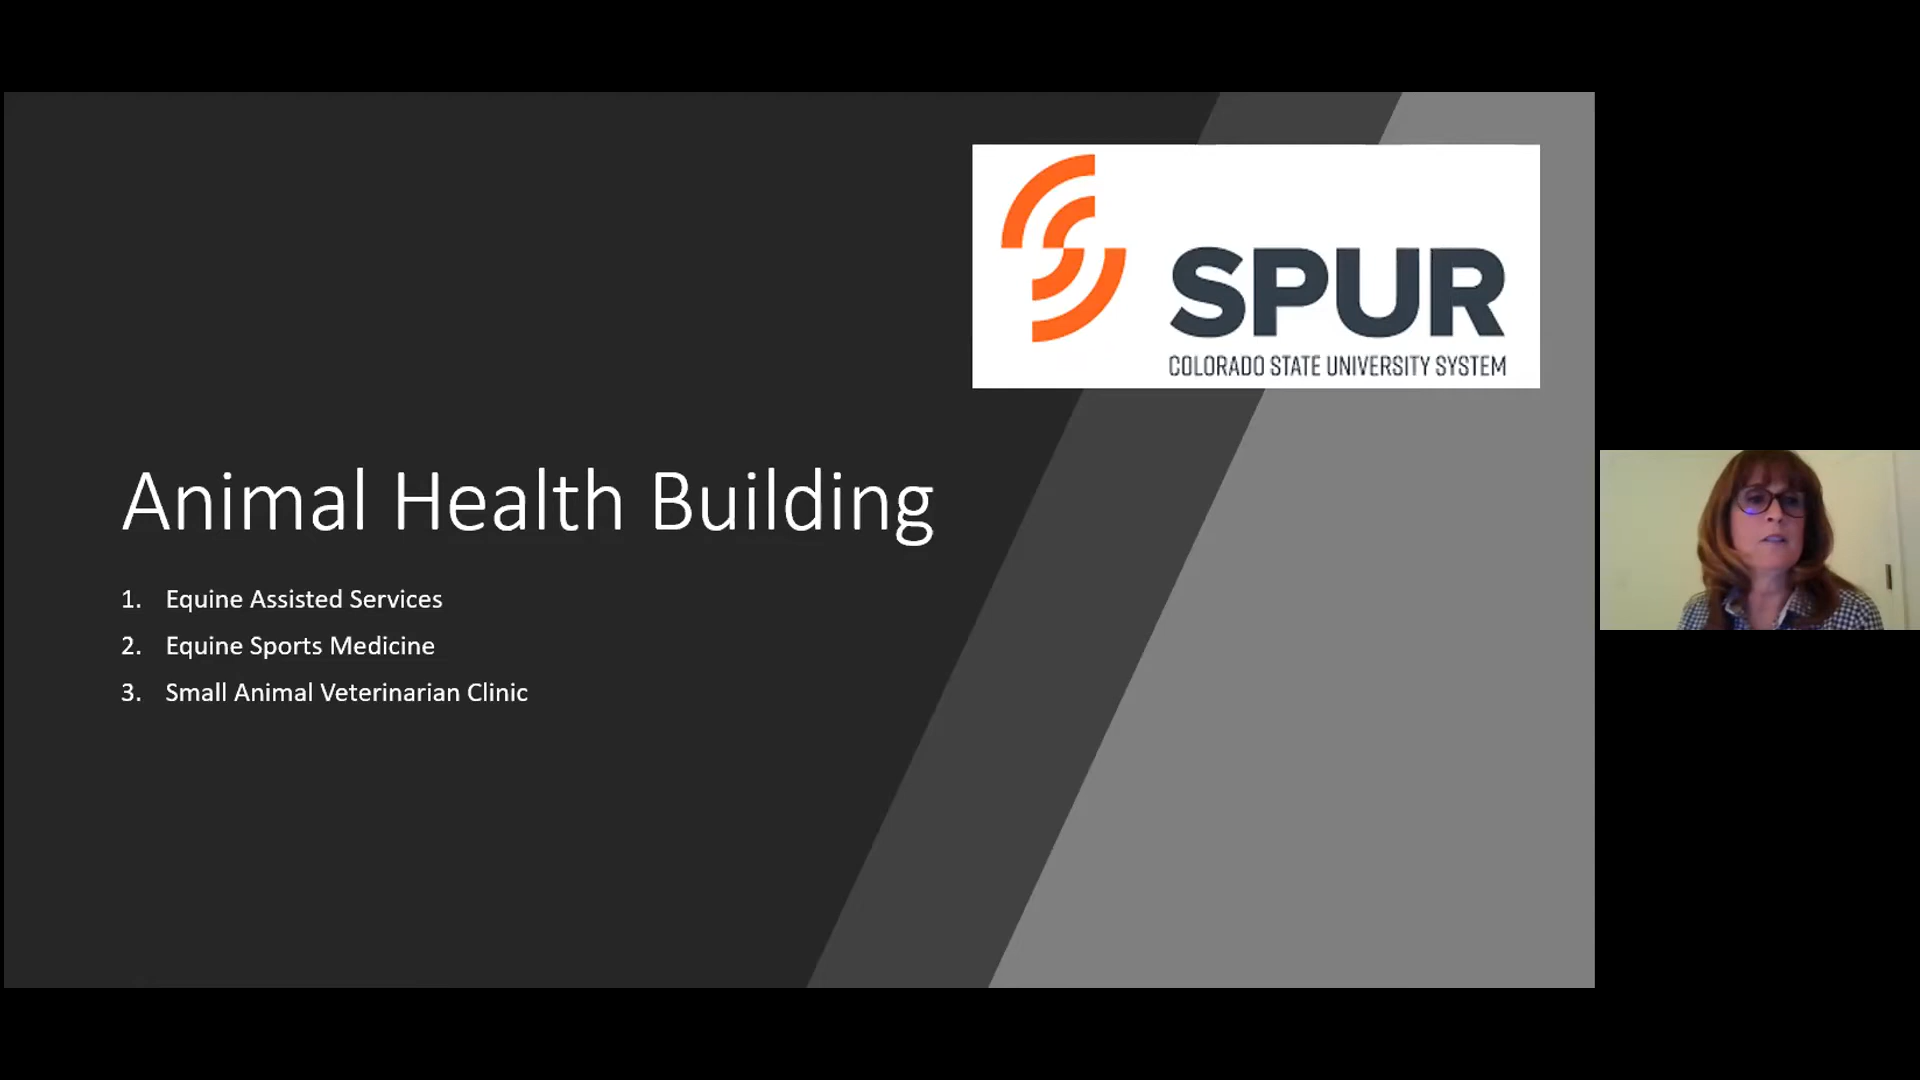 SPUR
COLORADO STATE UNIVERSITY SYSTEM
Animal Health Building
1. Equine Assisted Services
2. Equine Sports Medicine
3. Small Animal Veterinarian Clinic